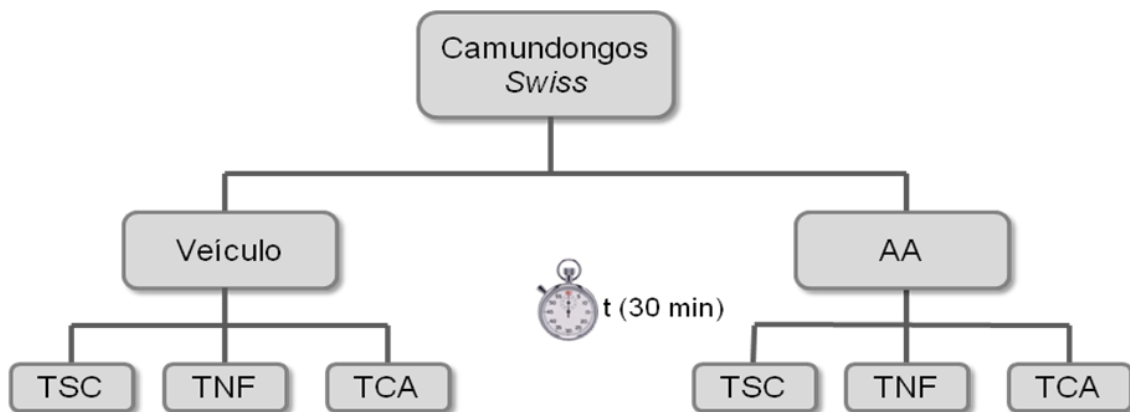 Camundongos
Swiss
Veículo
AA
t (30 min)
TSC
TNF
TCA
TSC
TNF
TCA